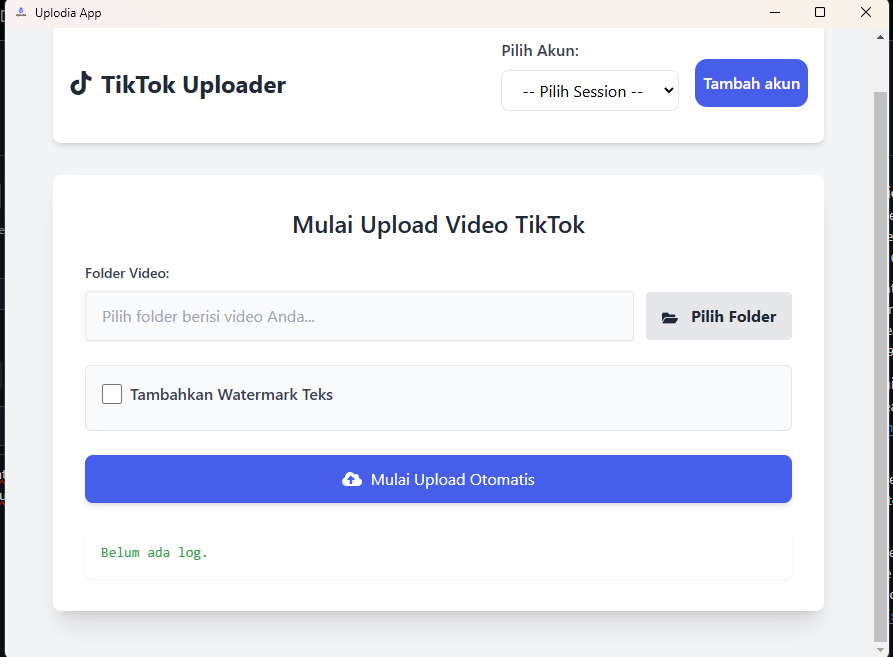 Uplodia App
Pilih Akun:
TikTok Uploader
-- Pilih Session --
Tambah akun
Mulai Upload Video TikTok
Folder Video:
Pilih folder berisi video Anda...
Pilih Folder
Tambahkan Watermark Teks
Mulai Upload Otomatis
Belum ada log.